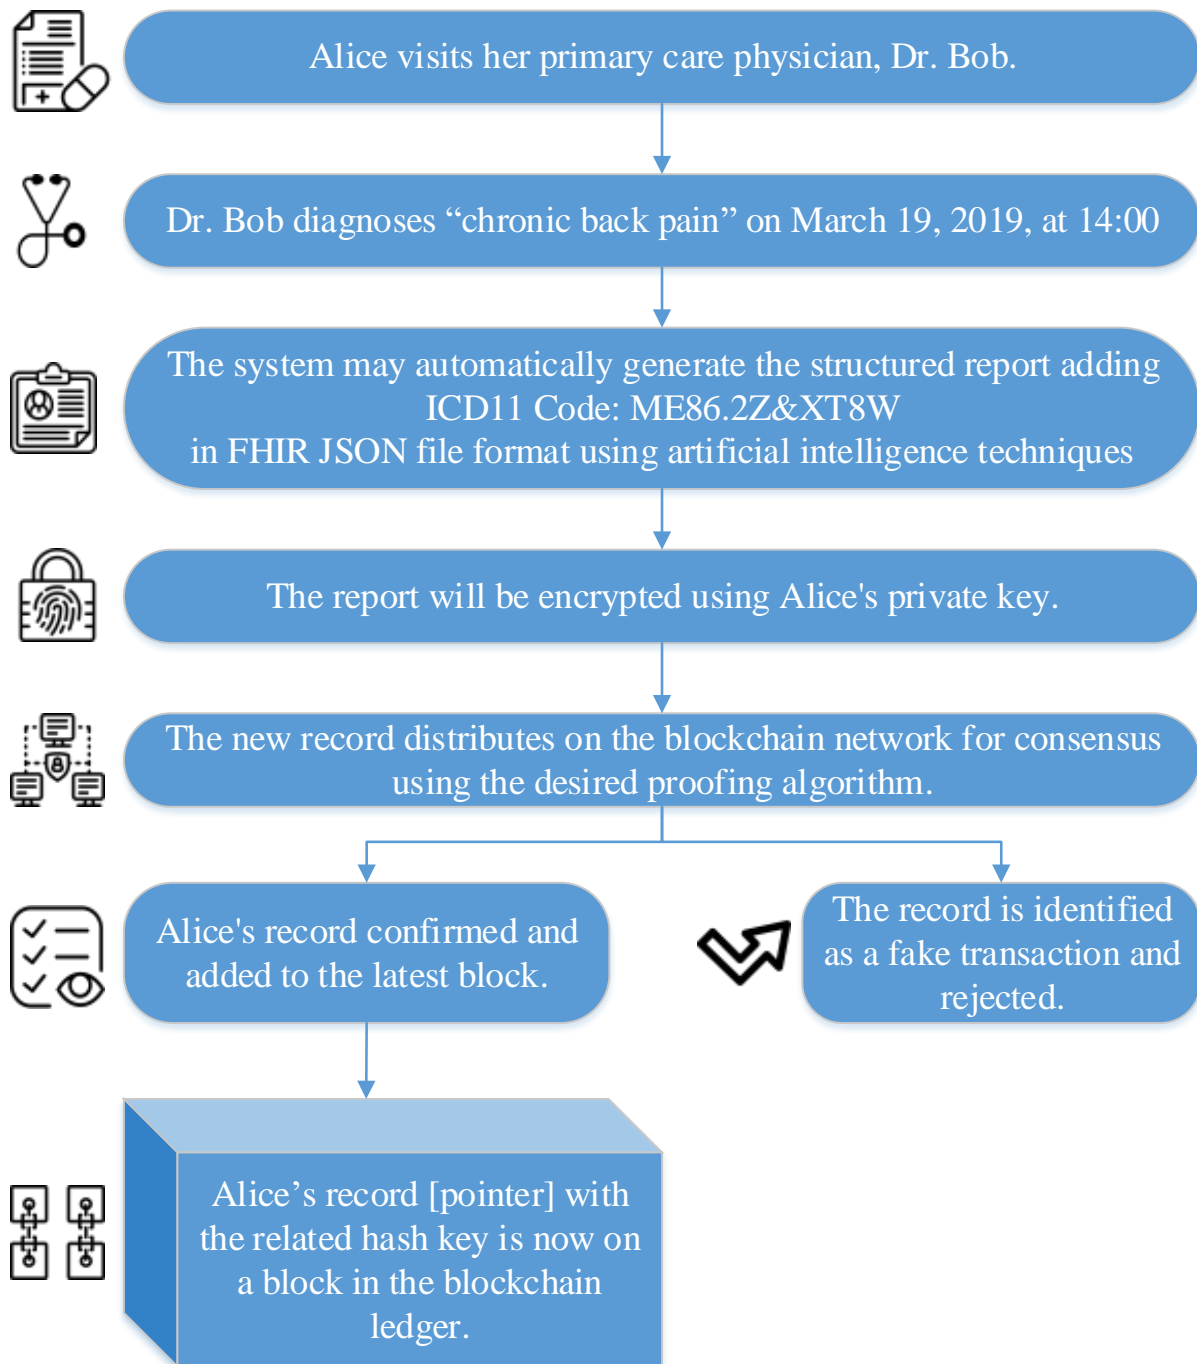 Alice visits her primary care physician, Dr. Bob.
Dr. Bob diagnoses “chronic back pain” on March 19, 2019, at 14:00
The system may automatically generate the structured report adding
ICD11 Code: ME86.2Z&XT8W
in FHIR JSON file format using artificial intelligence techniques
The report will be encrypted using Alice's private key.
The new record distributes on the blockchain network for consensus
using the desired proofing algorithm.
Alice's record confirmed and
added to the latest block.
The record is identified
as a fake transaction and
rejected.
Alice’s record [pointer] with
the related hash key is now on
a block in the blockchain
ledger.